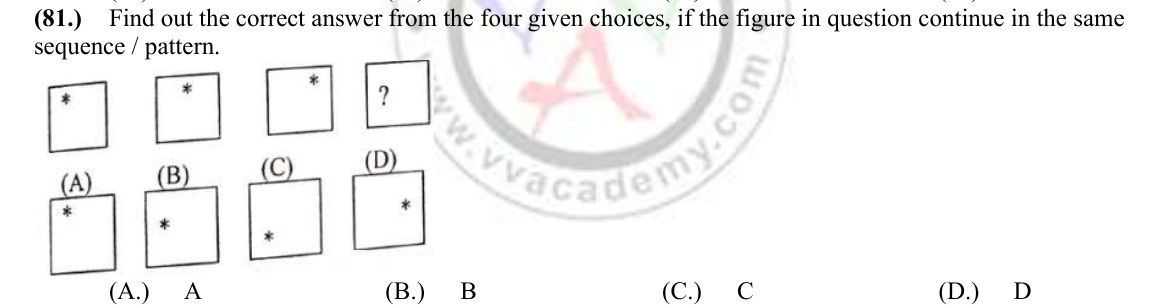 (81.) Find out the correct answer from the four given choices, if the figure in question continue in the same
sequence / pattern.
* * * ?
(A) (B) (C) (D)
* * * *
www.vvacademy.com
(A.) A (B.) B (C.) C (D.) D